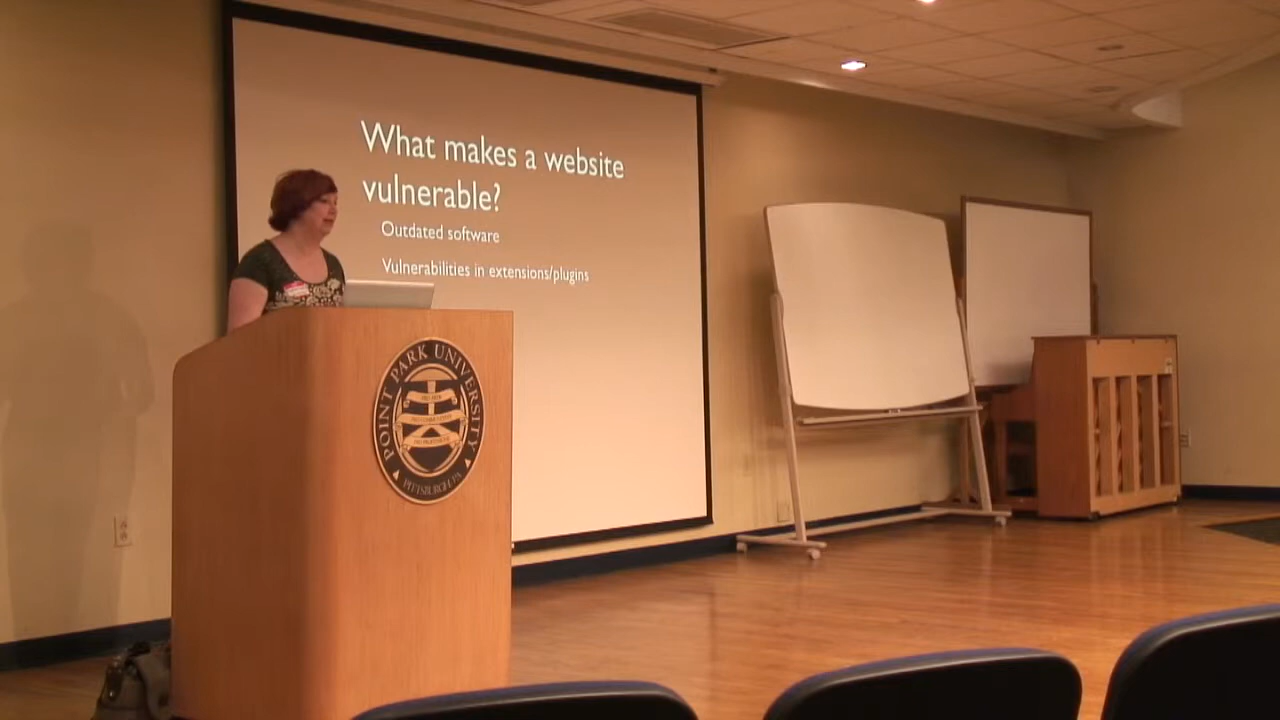 What makes a website
vulnerable?
Outdated software
Vulnerabilities in extensions/plugins
POINT PARK UNIVERSITY
PITTSBURGH, PA